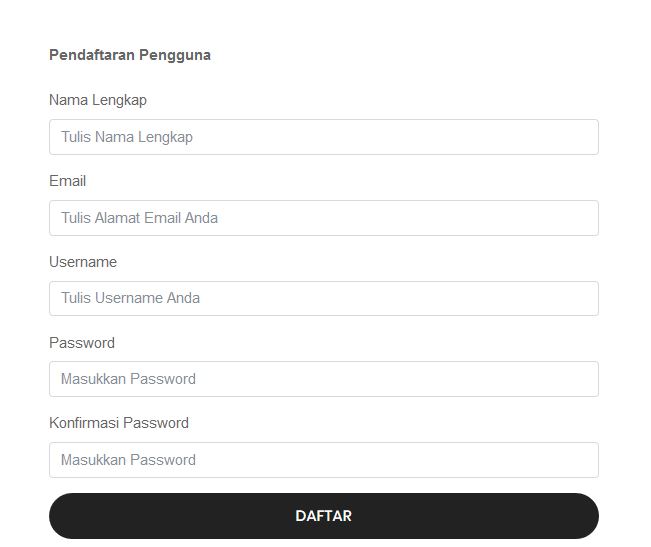 Pendaftaran Pengguna
Nama Lengkap
Tulis Nama Lengkap
Email
Tulis Alamat Email Anda
Username
Tulis Username Anda
Password
Masukkan Password
Konfirmasi Password
Masukkan Password
DAFTAR